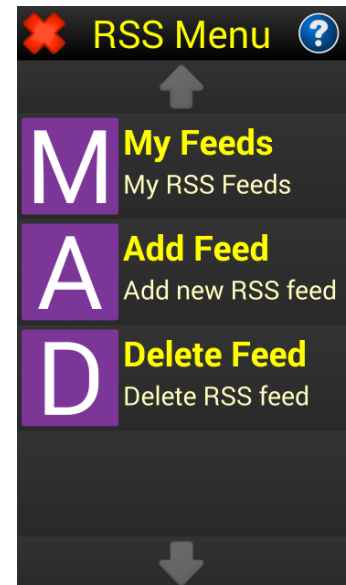 RSS Menu ?
M
My Feeds
My RSS Feeds
A
Add Feed
Add new RSS feed
D
Delete Feed
Delete RSS feed